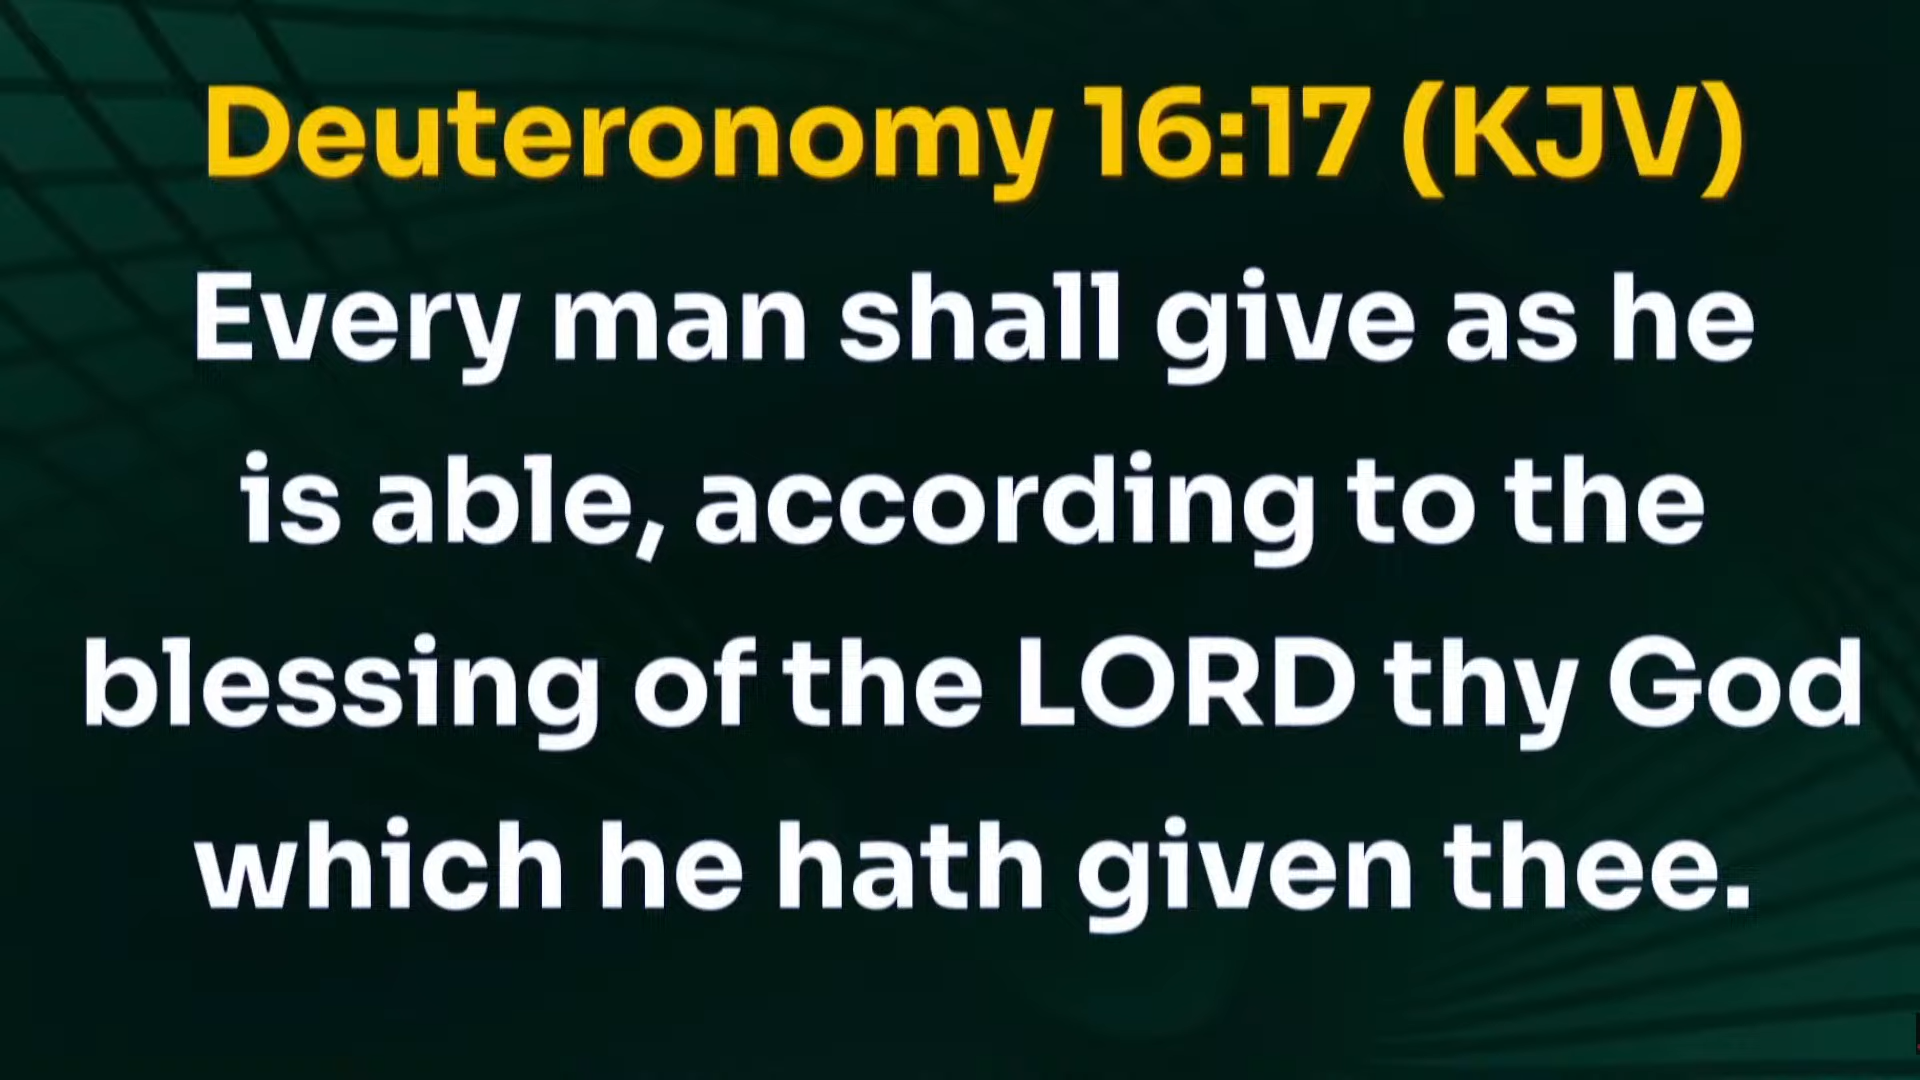 Deuteronomy 16:17 (KJV)
Every man shall give as he
is able, according to the
blessing of the LORD thy God
which he hath given thee.